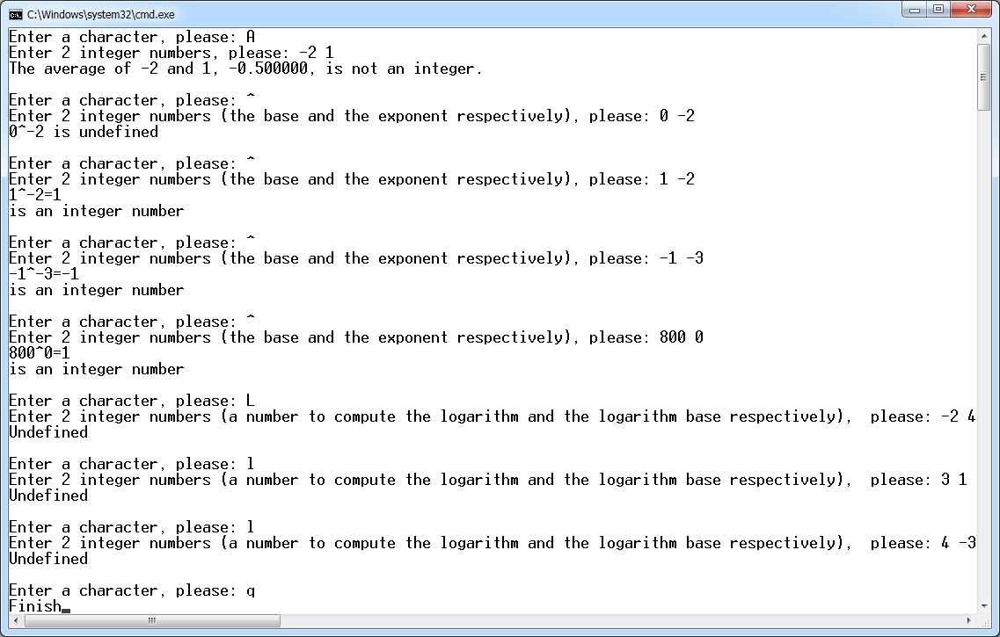 C:\Windows\system32\cmd.exe
Enter a character, please: A
Enter 2 integer numbers, please: -2 1
The average of -2 and 1, -0.500000, is not an integer.
Enter a character, please: ^
Enter 2 integer numbers (the base and the exponent respectively), please: 0 -2
0^-2 is undefined
Enter a character, please: ^
Enter 2 integer numbers (the base and the exponent respectively), please: 1 -2
1^-2=1
is an integer number
Enter a character, please: ^
Enter 2 integer numbers (the base and the exponent respectively), please: -1 -3
-1^-3=-1
is an integer number
Enter a character, please: ^
Enter 2 integer numbers (the base and the exponent respectively), please: 800 0
800^0=1
is an integer number
Enter a character, please: L
Enter 2 integer numbers (a number to compute the logarithm and the logarithm base respectively),  please: -2 4
Undefined
Enter a character, please: l
Enter 2 integer numbers (a number to compute the logarithm and the logarithm base respectively),  please: 3 1
Undefined
Enter a character, please: l
Enter 2 integer numbers (a number to compute the logarithm and the logarithm base respectively),  please: 4 -3
Undefined
Enter a character, please: q
Finish